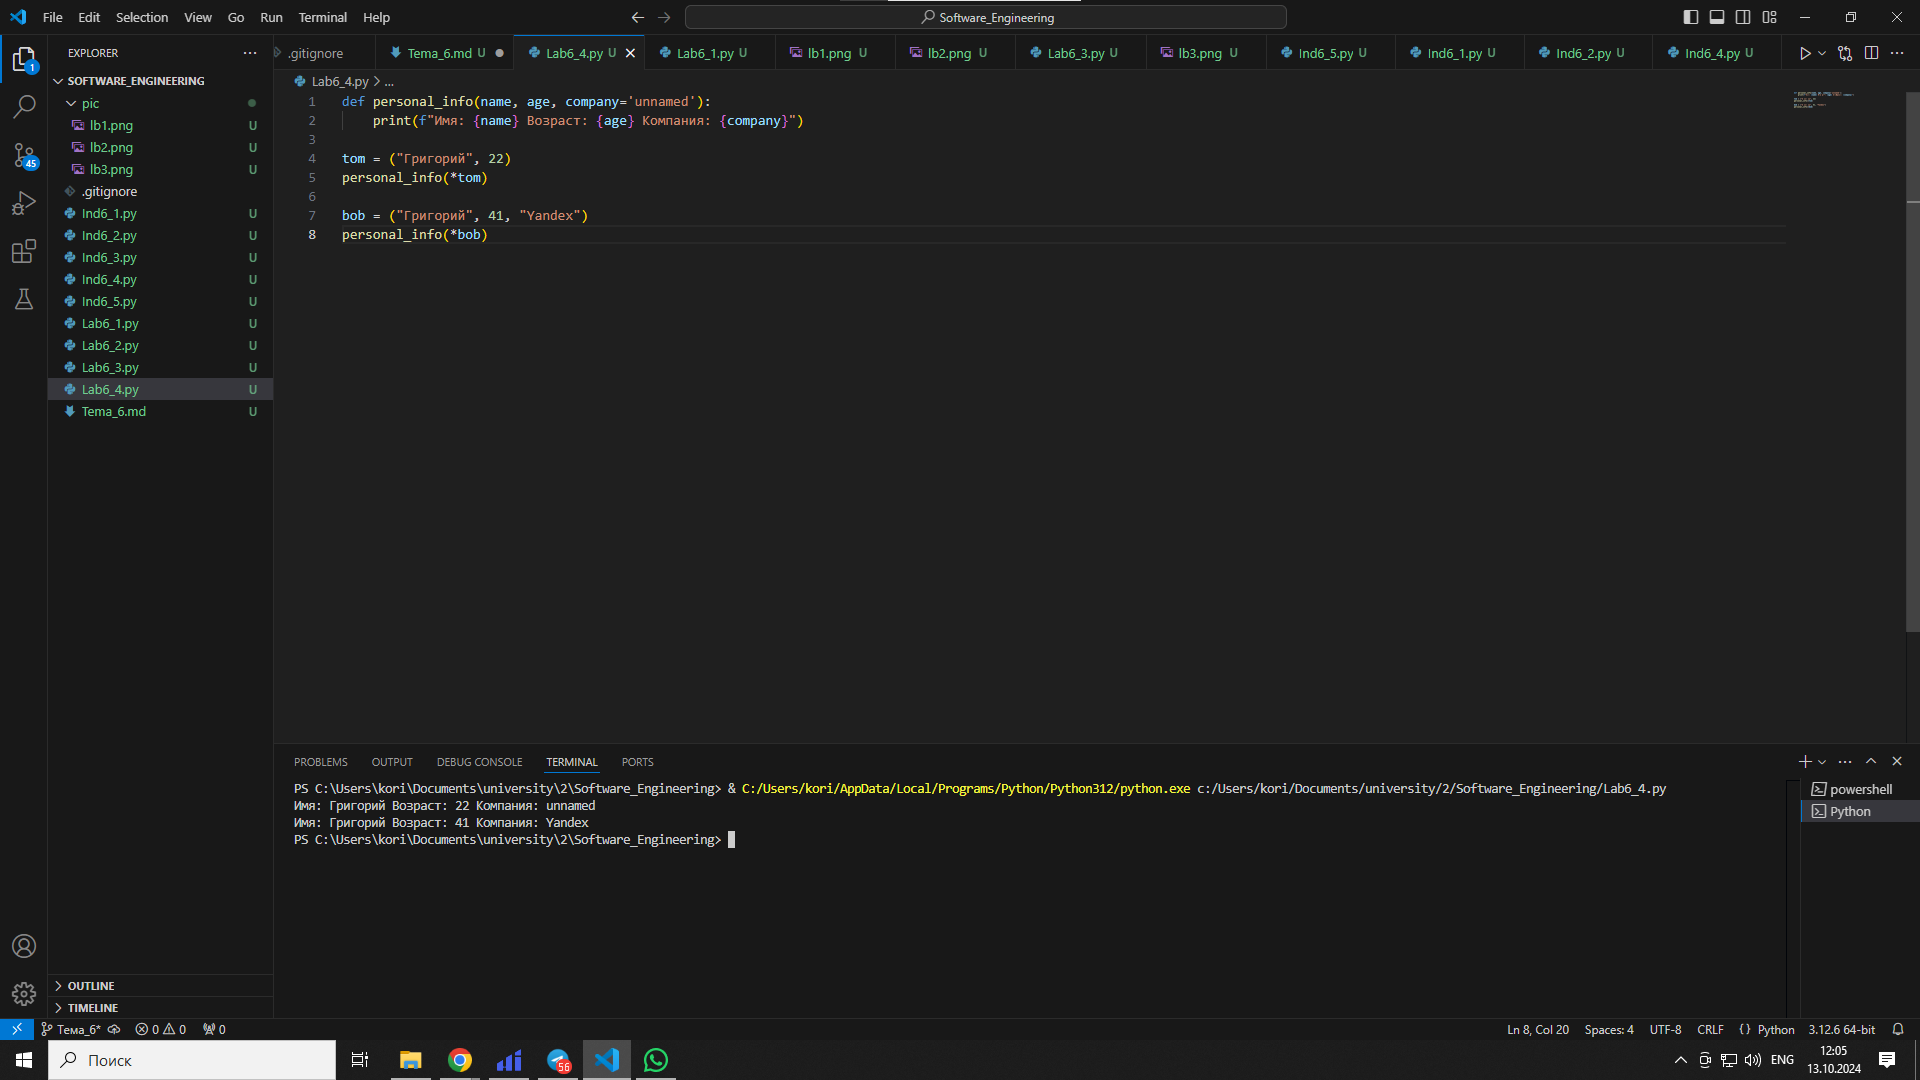 File Edit Selection View Go Run Terminal Help
Software_Engineering
EXPLORER
.gitignore
Tema_6.md U
Lab6_4.py U
Lab6_1.py U
lb1.png U
lb2.png U
Lab6_3.py U
lb3.png U
Ind6_5.py U
Ind6_1.py U
Ind6_2.py U
Ind6_4.py U
1
SOFTWARE_ENGINEERING
pic
lb1.png U
lb2.png U
lb3.png U
.gitignore
Ind6_1.py U
Ind6_2.py U
Ind6_3.py U
Ind6_4.py U
Ind6_5.py U
Lab6_1.py U
Lab6_2.py U
Lab6_3.py U
Lab6_4.py U
Tema_6.md U
45
Lab6_4.py > ...
1 def personal_info(name, age, company='unnamed'):
2 print(f"Имя: {name} Возраст: {age} Компания: {company}")
3
4 tom = ("Григорий", 22)
5 personal_info(*tom)
6
7 bob = ("Григорий", 41, "Yandex")
8 personal_info(*bob)
PROBLEMS OUTPUT DEBUG CONSOLE TERMINAL PORTS
PS C:\Users\kori\Documents\university\2\Software_Engineering> & C:/Users/kori/AppData/Local/Programs/Python/Python312/python.exe c:/Users/kori/Documents/university/2/Software_Engineering/Lab6_4.py
Имя: Григорий Возраст: 22 Компания: unnamed
Имя: Григорий Возраст: 41 Компания: Yandex
PS C:\Users\kori\Documents\university\2\Software_Engineering>
powershell
Python
OUTLINE
TIMELINE
Тема_6* 0 0 0
Ln 8, Col 20 Spaces: 4 UTF-8 CRLF {} Python 3.12.6 64-bit
Поиск
56
ENG
12:05
13.10.2024